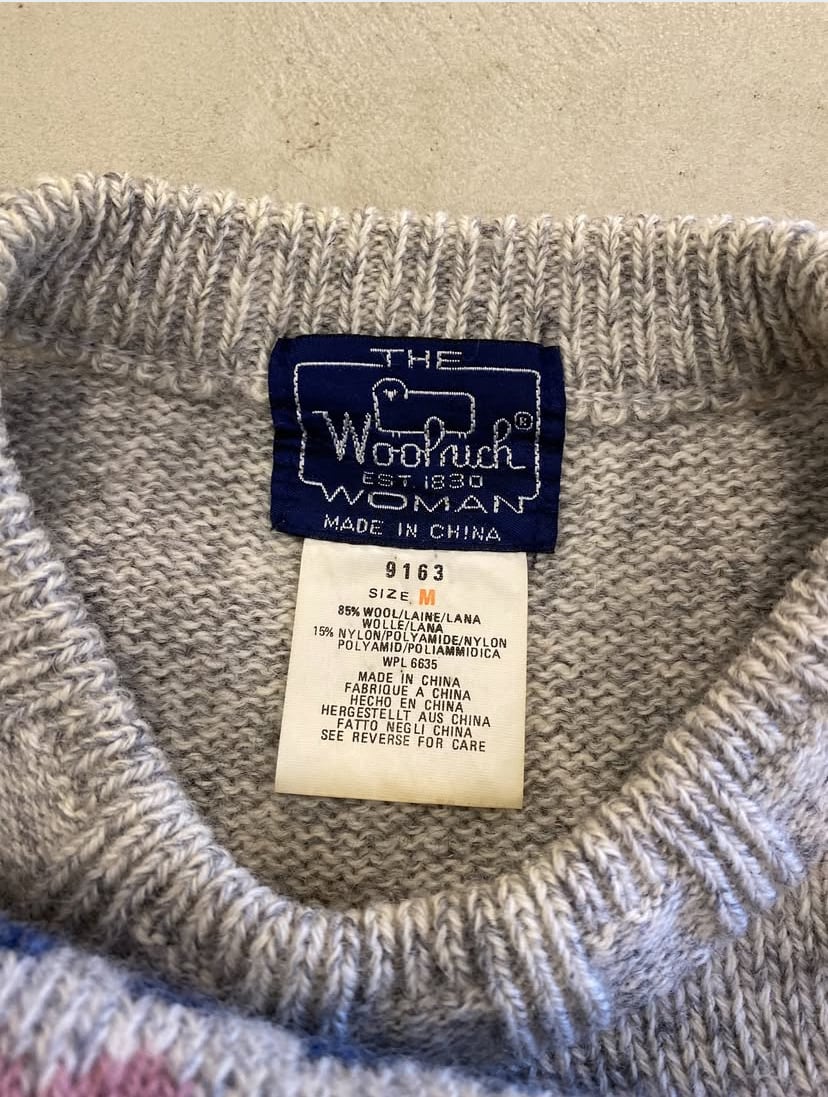 THE
Woolrich®
EST. 1830
WOMAN
MADE IN CHINA
9163
SIZE M
85% WOOL/LAINE/LANA
WOLLE/LANA
15% NYLON/POLYAMIDE/NYLON
POLYAMID/POLIAMMIDICA
WPL 6635
MADE IN CHINA
FABRIQUE A CHINA
HECHO EN CHINA
HERGESTELLT AUS CHINA
FATTO NEGLI CHINA
SEE REVERSE FOR CARE